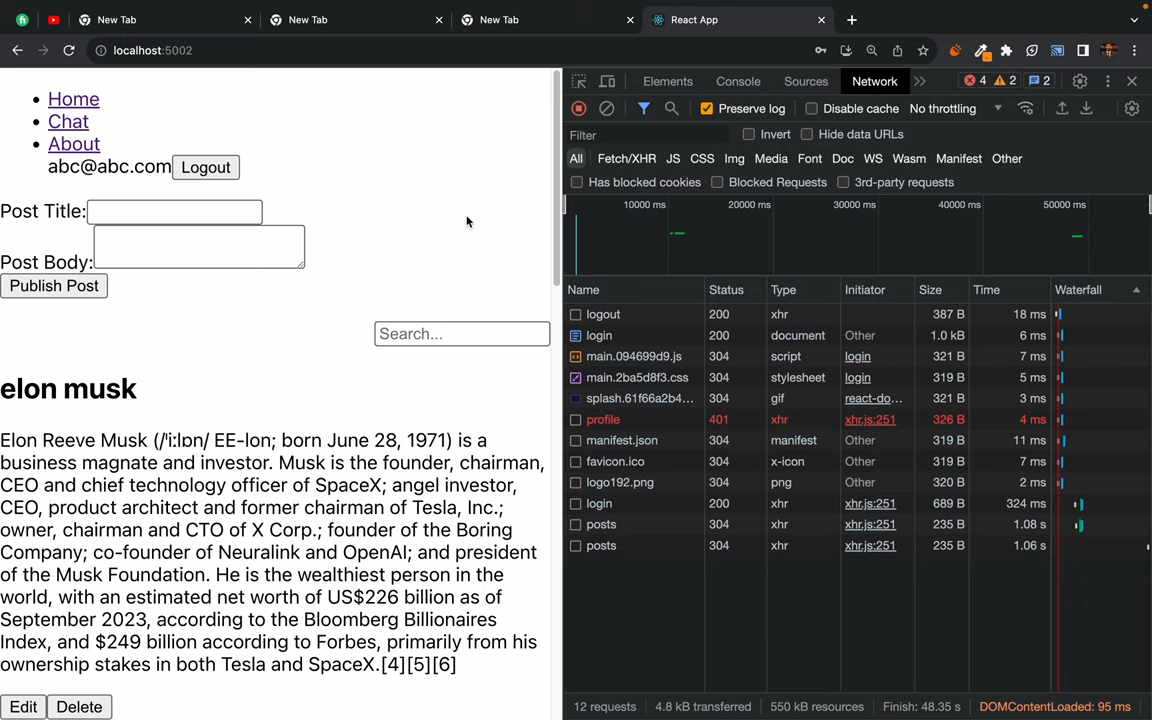 New Tab
New Tab
New Tab
React App
localhost:5002
Home
Chat
About
abc@abc.com Logout
Post Title:
Post Body:
Publish Post
Search...
elon musk
Elon Reeve Musk (/ˈiːlɒn/ EE-lon; born June 28, 1971) is a
business magnate and investor. Musk is the founder, chairman,
CEO and chief technology officer of SpaceX; angel investor,
CEO, product architect and former chairman of Tesla, Inc.;
owner, chairman and CTO of X Corp.; founder of the Boring
Company; co-founder of Neuralink and OpenAI; and president
of the Musk Foundation. He is the wealthiest person in the
world, with an estimated net worth of US$226 billion as of
September 2023, according to the Bloomberg Billionaires
Index, and $249 billion according to Forbes, primarily from his
ownership stakes in both Tesla and SpaceX.[4][5][6]
Edit Delete
Elements Console Sources Network 4 2 2
Preserve log Disable cache No throttling
Filter Invert Hide data URLs
All Fetch/XHR JS CSS Img Media Font Doc WS Wasm Manifest Other
Has blocked cookies Blocked Requests 3rd-party requests
10000 ms 20000 ms 30000 ms 40000 ms 50000 ms
Name Status Type Initiator Size Time Waterfall
logout 200 xhr 387 B 18 ms
login 200 document Other 1.0 kB 6 ms
main.094699d9.js 304 script login 321 B 7 ms
main.2ba5d8f3.css 304 stylesheet login 319 B 5 ms
splash.61f66a2b4... 304 gif react-do... 321 B 3 ms
profile 401 xhr xhr.js:251 326 B 4 ms
manifest.json 304 manifest Other 319 B 11 ms
favicon.ico 304 x-icon Other 319 B 7 ms
logo192.png 304 png Other 320 B 2 ms
login 200 xhr xhr.js:251 689 B 324 ms
posts 304 xhr xhr.js:251 235 B 1.08 s
posts 304 xhr xhr.js:251 235 B 1.06 s
12 requests 4.8 kB transferred 550 kB resources Finish: 48.35 s DOMContentLoaded: 95 ms